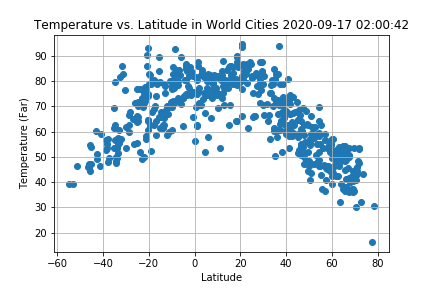 Temperature vs. Latitude in World Cities 2020-09-17 02:00:42
90
80
70
60
50
40
30
20
Temperature (Far)
−60 −40 −20 0 20 40 60 80
Latitude